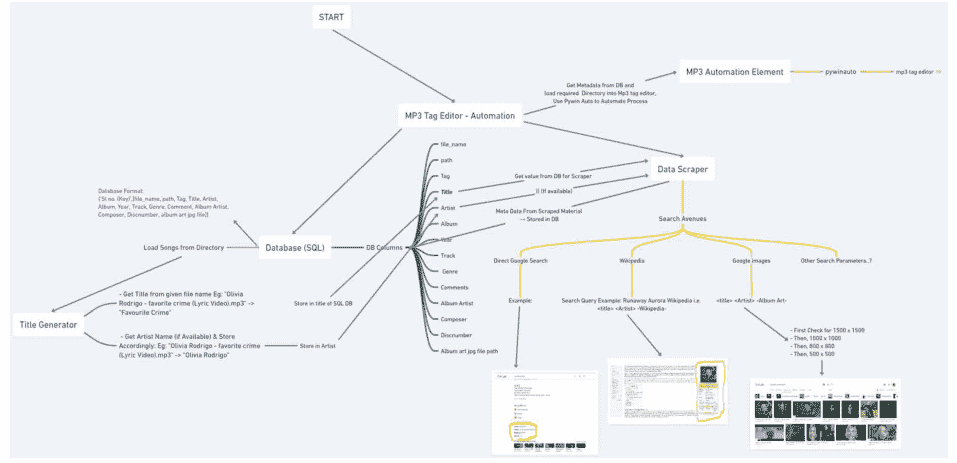 START
MP3 Automation Element
pywinauto
mp3 tag editor
Get Metadata from DB and
load required Directory into Mp3 tag editor,
Use Pywin Auto to Automate Process
MP3 Tag Editor - Automation
file_name
path
Tag
Title
Artist
Album
Year
Track
Genre
Comments
Album Artist
Composer
Discnumber
Album art jpg file path
Data Scraper
Get value from DB for Scraper
|| (If available)
Meta Data From Scraped Material
--> Stored in DB
Database Format:
('Sl no. (Key)',[file_name, path, Tag, Title, Artist,
Album, Year, Track, Genre, Comment, Album Artist,
Composer, Discnumber, album art jpg file])
Load Songs from Directory
Database (SQL)
DB Columns
Search Avenues
Direct Google Search
Wikipedia
Google images
Other Search Parameters..?
Example:
Search Query Example: Runaway Aurora Wikipedia i.e.
<title> <Artist> -Wikipedia-
<title> <Artist> -Album Art-
- First Check for 1500 x 1500
- Then, 1000 x 1000
- Then, 800 x 800
- Then, 500 x 500
Title Generator
- Get Title from given file name Eg: "Olivia
Rodrigo - favorite crime (Lyric Video).mp3" ->
"Favourite Crime"
Store in title of SQL DB
- Get Artist Name (if Available) & Store
Accordingly: Eg: "Olivia Rodrigo - favorite crime
(Lyric Video).mp3" -> "Olivia Rodrigo"
Store in Artist